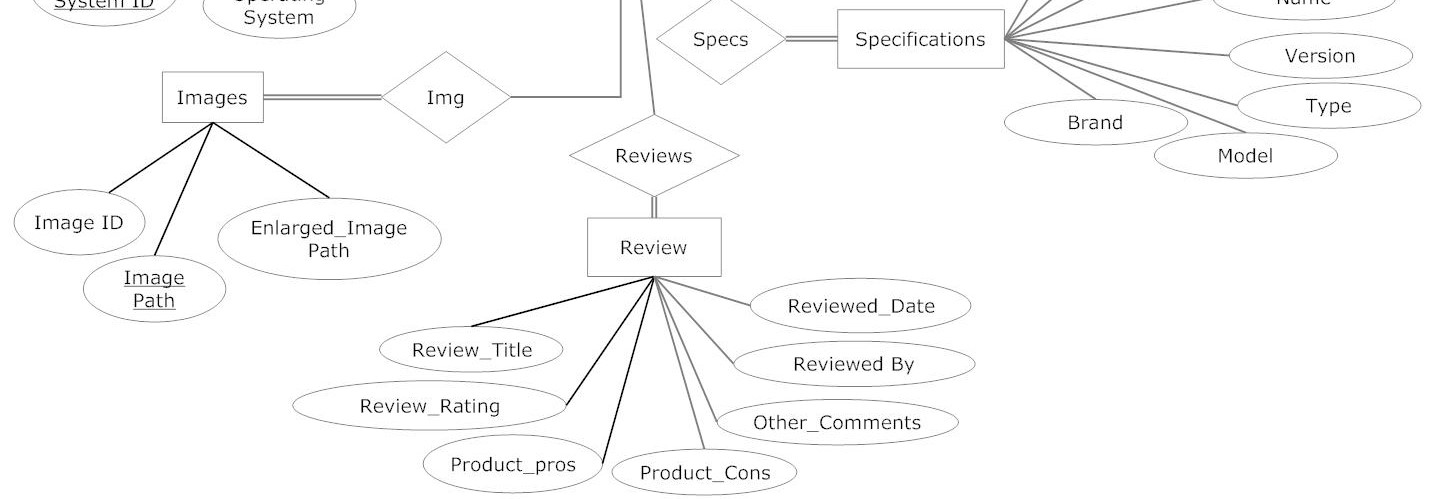 System ID
Operating
System
Specs
Specifications
Name
Version
Type
Brand
Model
Images
Img
Reviews
Image ID
Enlarged_Image
Path
Image
Path
Review
Reviewed_Date
Review_Title
Reviewed By
Review_Rating
Other_Comments
Product_pros
Product_Cons